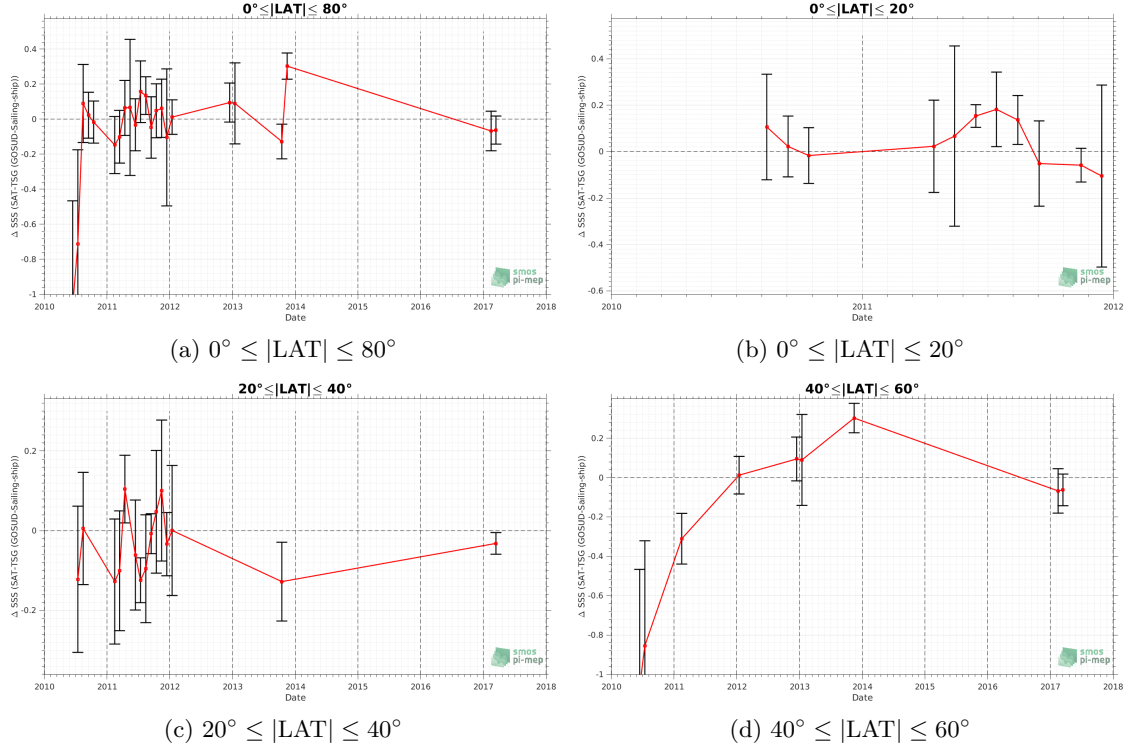 0°≤|LAT|≤ 80°
Δ SSS (SAT-TSG (GOSUD-Sailing-ship))
0.4
0.2
0
-0.2
-0.4
-0.6
-0.8
-1
2010 2011 2012 2013 2014 2015 2016 2017 2018
Date
smos
pi-mep
(a) 0° ≤ |LAT| ≤ 80°
0°≤|LAT|≤ 20°
Δ SSS (SAT-TSG (GOSUD-Sailing-ship))
0.4
0.2
0
-0.2
-0.4
-0.6
2010 2011 2012
Date
smos
pi-mep
(b) 0° ≤ |LAT| ≤ 20°
20°≤|LAT|≤ 40°
Δ SSS (SAT-TSG (GOSUD-Sailing-ship))
0.2
0
-0.2
2010 2011 2012 2013 2014 2015 2016 2017 2018
Date
smos
pi-mep
(c) 20° ≤ |LAT| ≤ 40°
40°≤|LAT|≤ 60°
Δ SSS (SAT-TSG (GOSUD-Sailing-ship))
0.2
0
-0.2
-0.4
-0.6
-0.8
-1
2010 2011 2012 2013 2014 2015 2016 2017 2018
Date
smos
pi-mep
(d) 40° ≤ |LAT| ≤ 60°